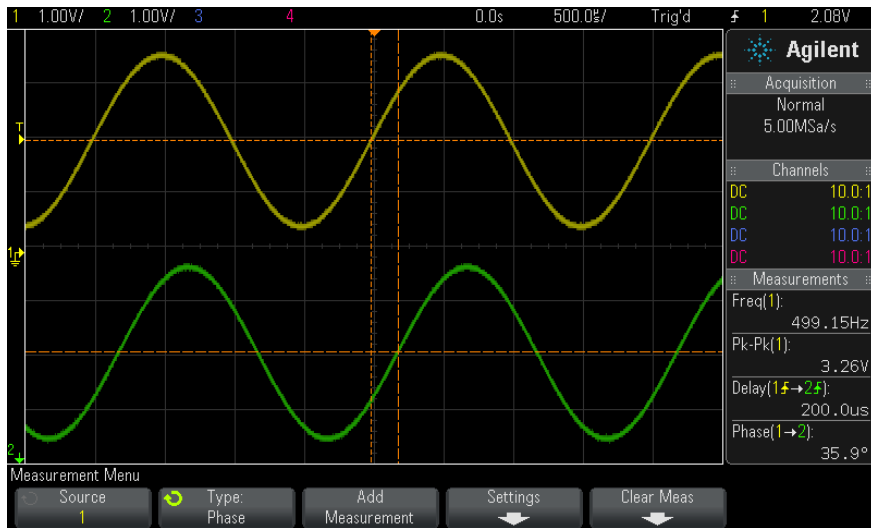 1 1.00V/ 2 1.00V/ 3 4 0.0s 500.0µs/ Trig'd 1 2.08V
Agilent
Acquisition
Normal
5.00MSa/s
Channels
DC 10.0:1
DC 10.0:1
DC 10.0:1
DC 10.0:1
Measurements
Freq(1):
499.15Hz
Pk-Pk(1):
3.26V
Delay(1→2):
200.0us
Phase(1→2):
35.9°
T
1
2
Measurement Menu
Source
1
Type:
Phase
Add
Measurement
Settings
Clear Meas